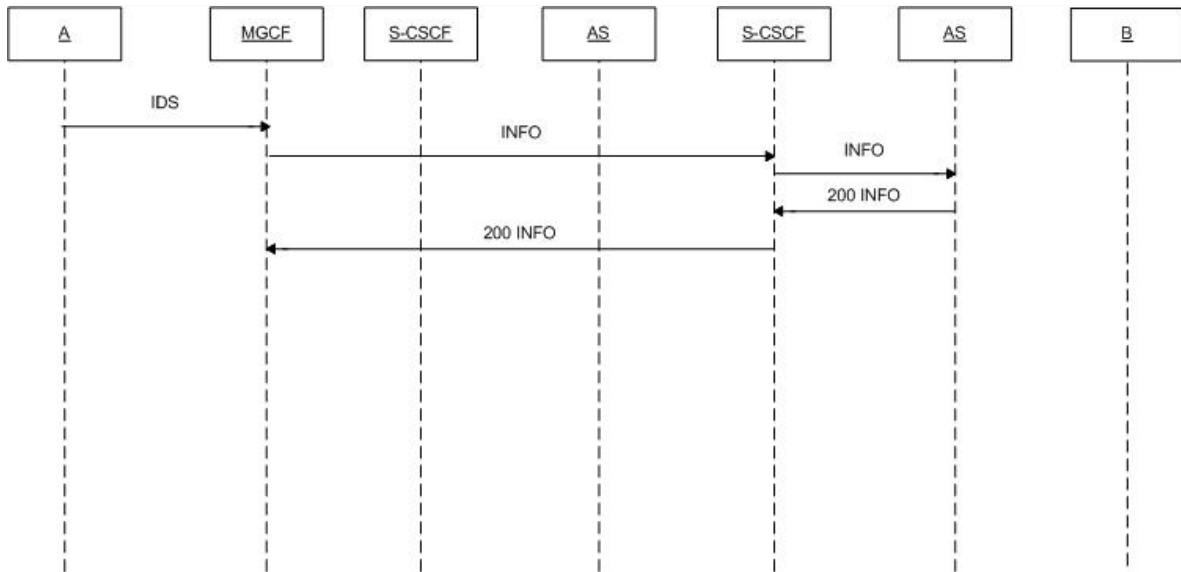 A
MGCF
S-CSCF
AS
S-CSCF
AS
B
IDS
INFO
INFO
200 INFO
200 INFO